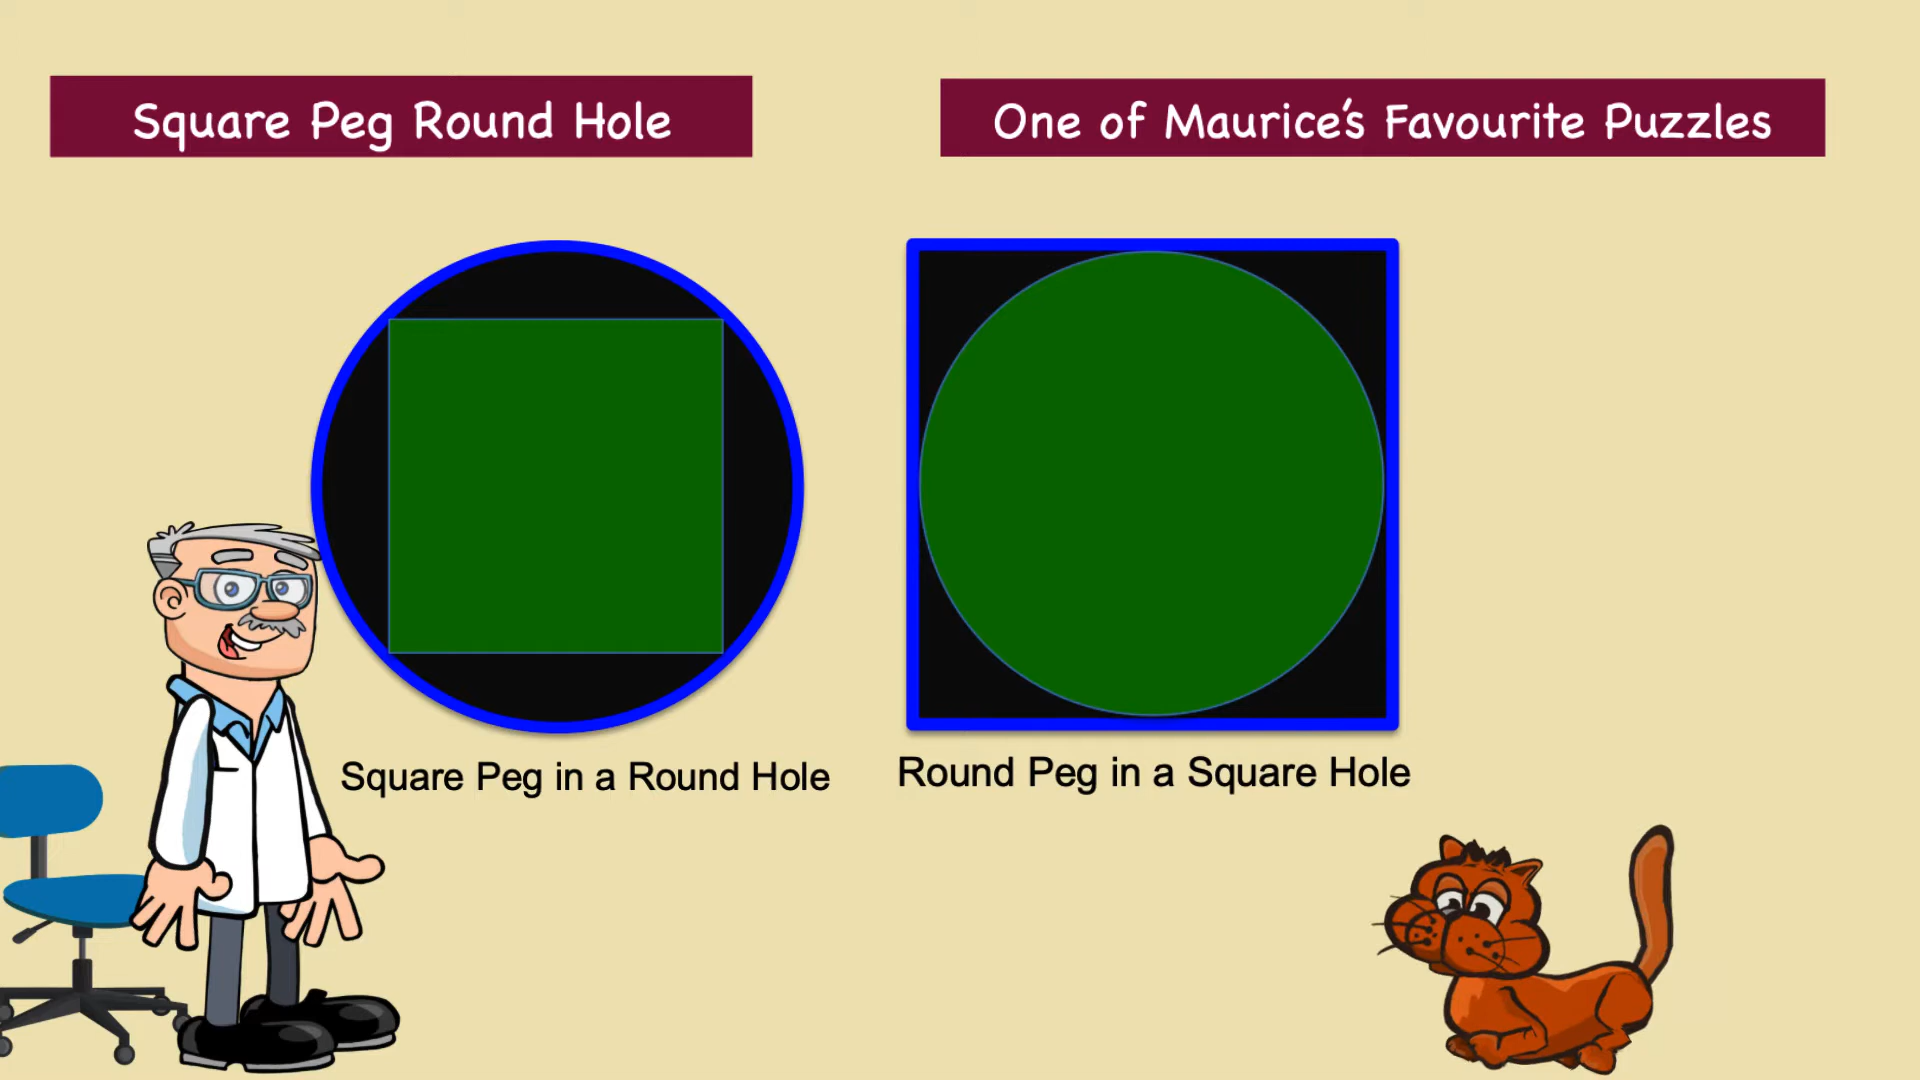 Square Peg Round Hole
One of Maurice's Favourite Puzzles
Square Peg in a Round Hole
Round Peg in a Square Hole